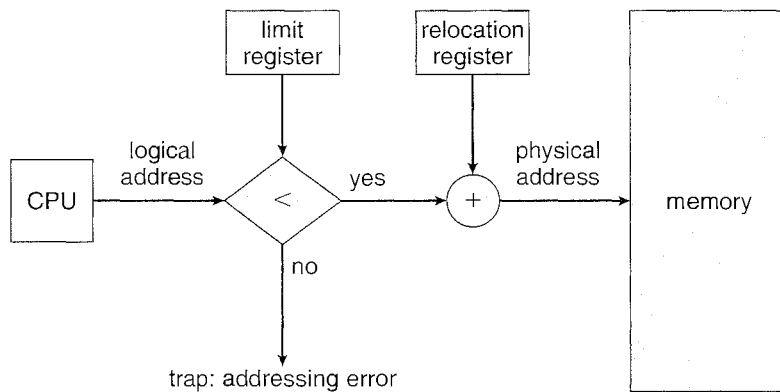 limit
register
relocation
register
logical
address
physical
address
CPU
<
yes
+
memory
no
trap: addressing error